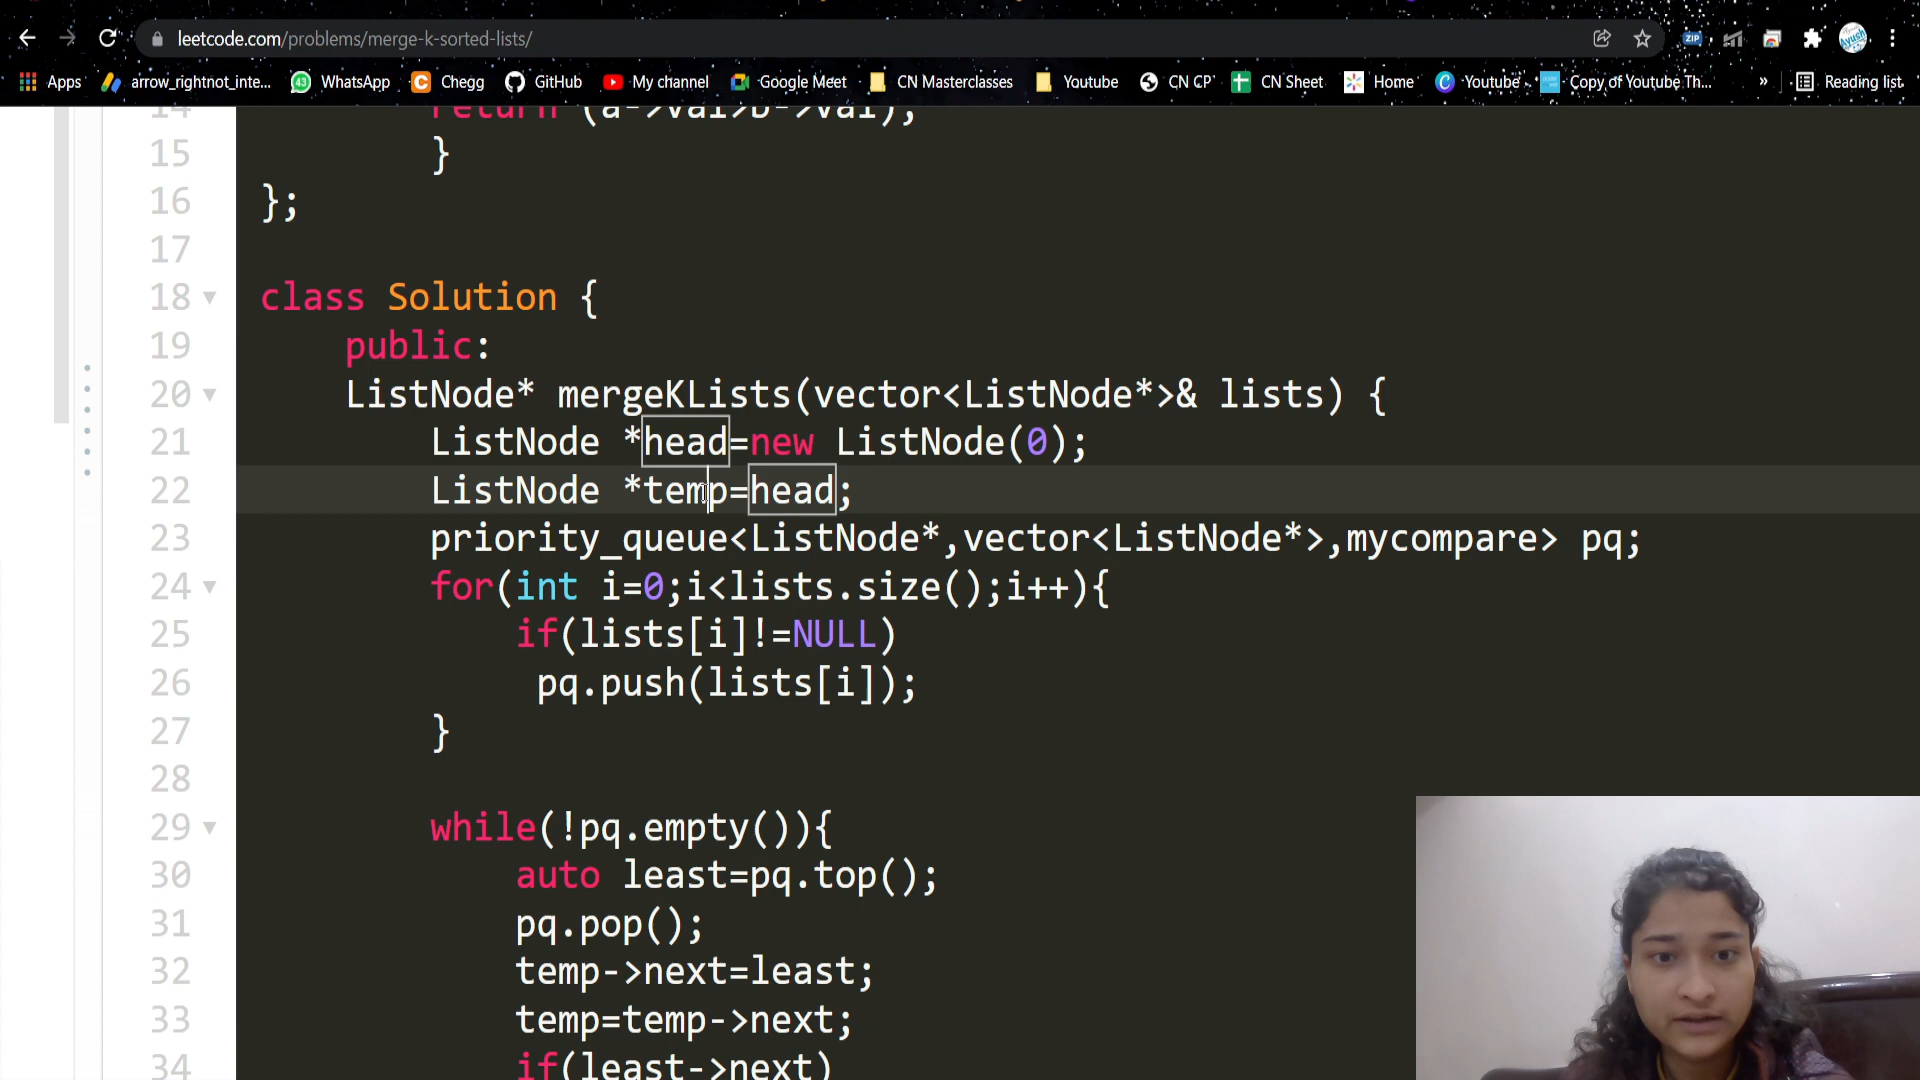 leetcode.com/problems/merge-k-sorted-lists/
Apps arrow_rightnot_inte... 43 WhatsApp Chegg GitHub My channel Google Meet CN Masterclasses Youtube CN CP CN Sheet Home Youtube Copy of Youtube Th... » Reading list
14 return (a->val>b->val);
15 }
16 };
17
18 class Solution {
19 public:
20 ListNode* mergeKLists(vector<ListNode*>& lists) {
21 ListNode *head=new ListNode(0);
22 ListNode *temp=head;
23 priority_queue<ListNode*,vector<ListNode*>,mycompare> pq;
24 for(int i=0;i<lists.size();i++){
25 if(lists[i]!=NULL)
26 pq.push(lists[i]);
27 }
28
29 while(!pq.empty()){
30 auto least=pq.top();
31 pq.pop();
32 temp->next=least;
33 temp=temp->next;
34 if(least->next)